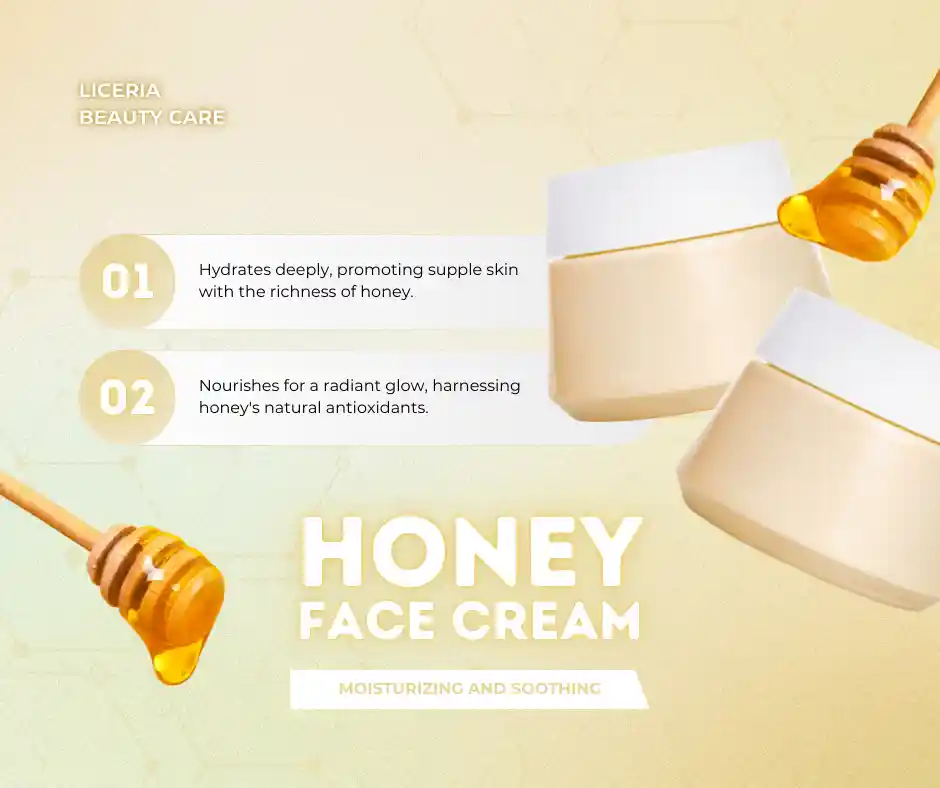 LICERIA
BEAUTY CARE
01
Hydrates deeply, promoting supple skin
with the richness of honey.
02
Nourishes for a radiant glow, harnessing
honey's natural antioxidants.
HONEY
FACE CREAM
MOISTURIZING AND SOOTHING